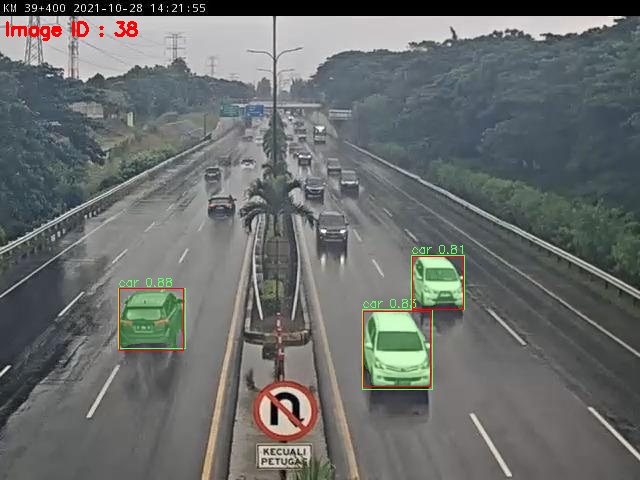 KM 39+400 2021-10-28 14:21:55
Image ID : 38
car 0.81
car 0.88
car 0.83
KECUALI
PETUGAS